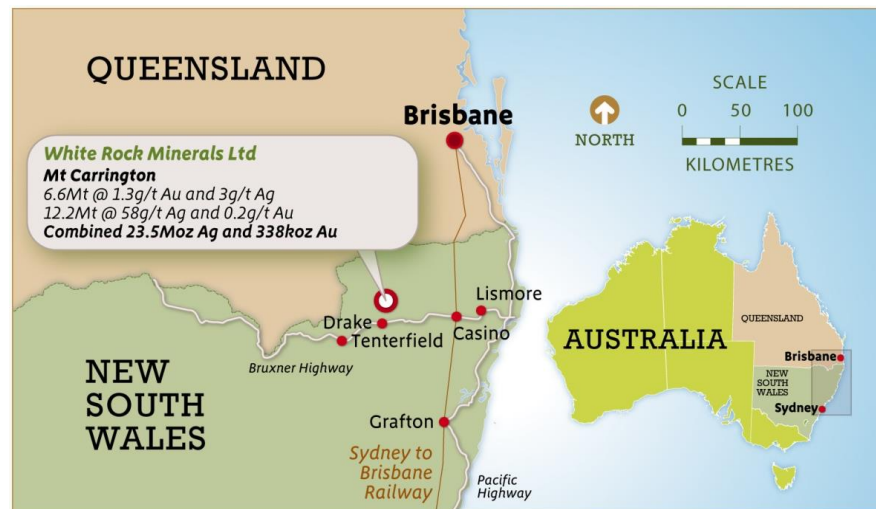 QUEENSLAND
Brisbane
White Rock Minerals Ltd
Mt Carrington
6.6Mt @ 1.3g/t Au and 3g/t Ag
12.2Mt @ 58g/t Ag and 0.2g/t Au
Combined 23.5Moz Ag and 338koz Au
Lismore
Drake
Tenterfield
Casino
Bruxner Highway
NEW
SOUTH
WALES
Grafton
Sydney to
Brisbane
Railway
Pacific
Highway
NORTH
SCALE
0 50 100
KILOMETRES
AUSTRALIA
QUEENSLAND
Brisbane
NEW
SOUTH
WALES
Sydney